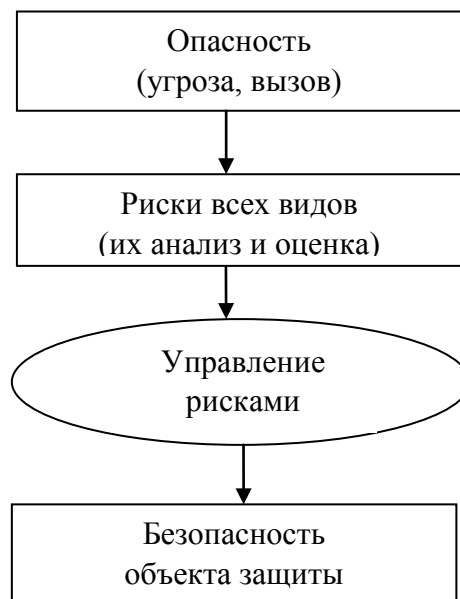 Опасность
(угроза, вызов)
Риски всех видов
(их анализ и оценка)
Управление
рисками
Безопасность
объекта защиты